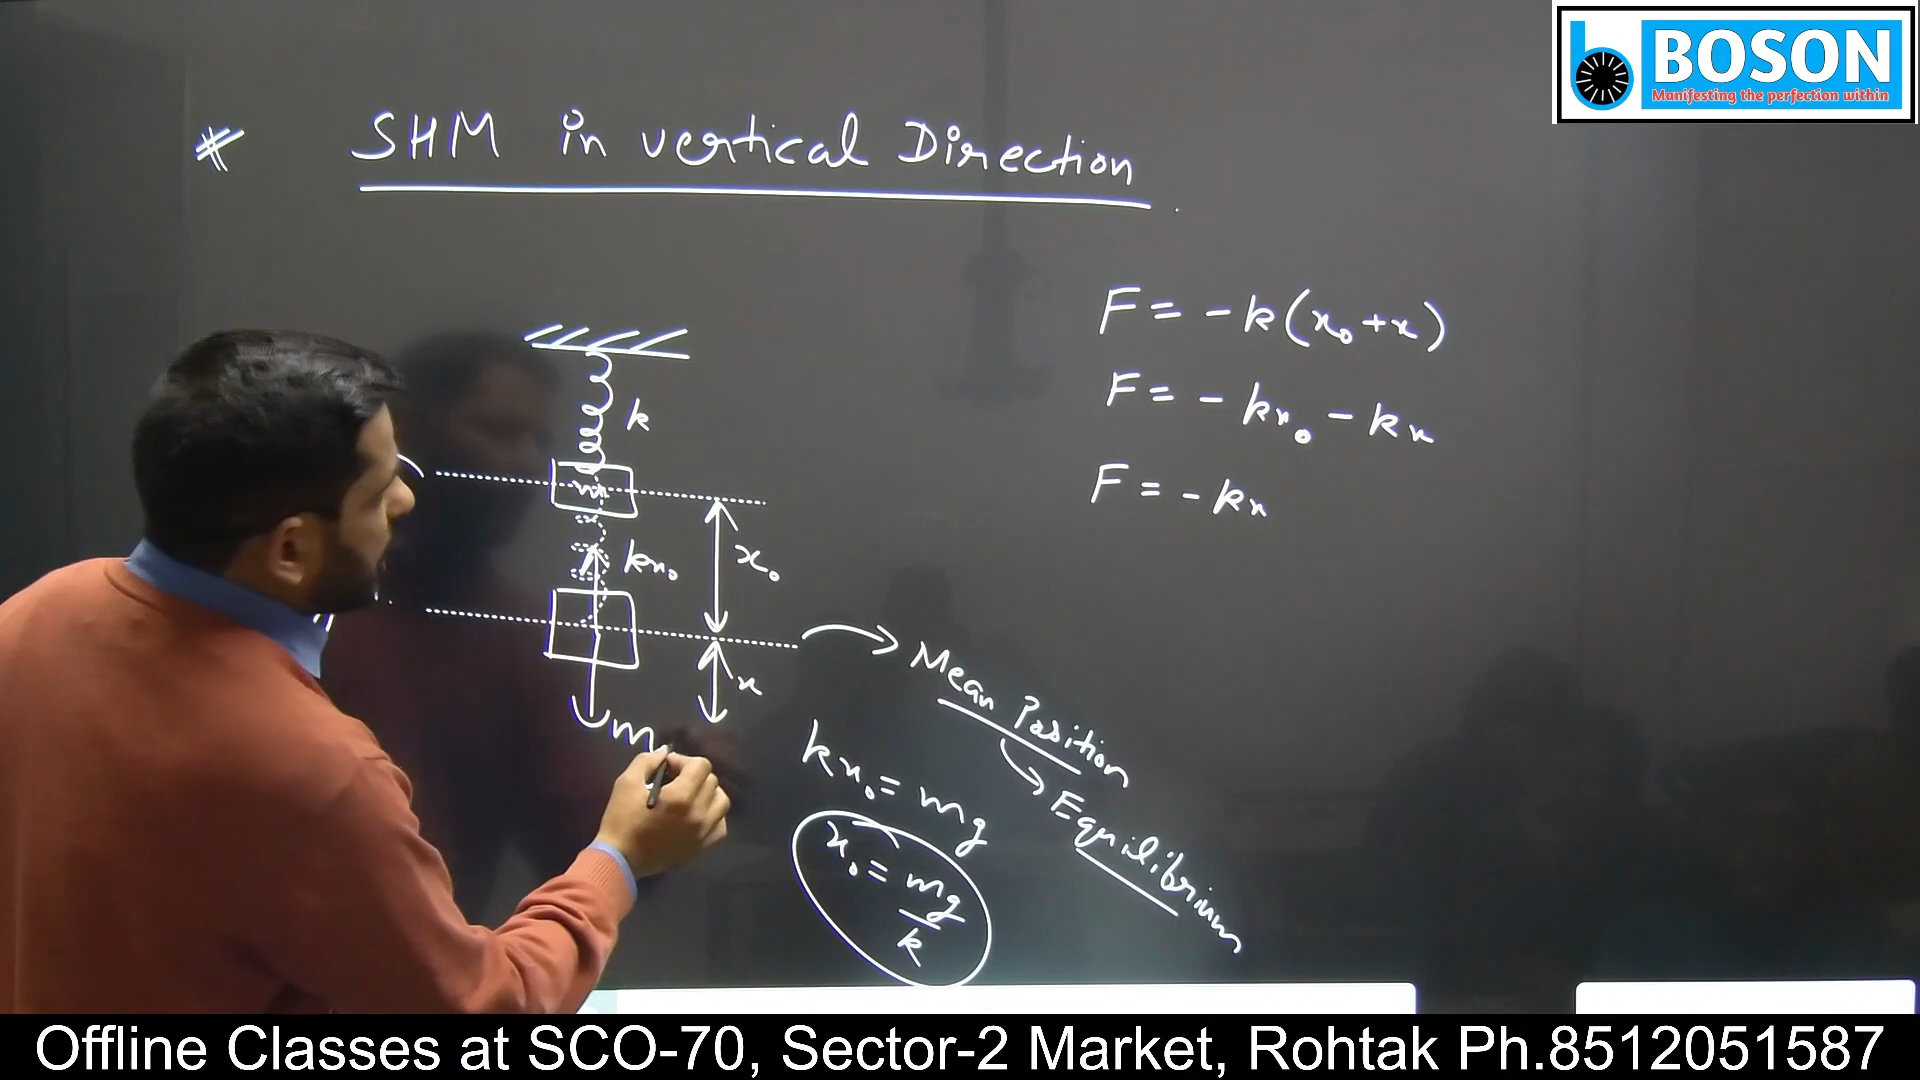 BOSON
Manifesting the perfection within
SHM in vertical Direction
F = - k (x₀ + x)
F = - kx₀ - kx
F = - kx
k
kx₀
x₀
x
m
Mean Position
Equilibrium
kx₀ = mg
x₀ = mg/k
Offline Classes at SCO-70, Sector-2 Market, Rohtak Ph.8512051587